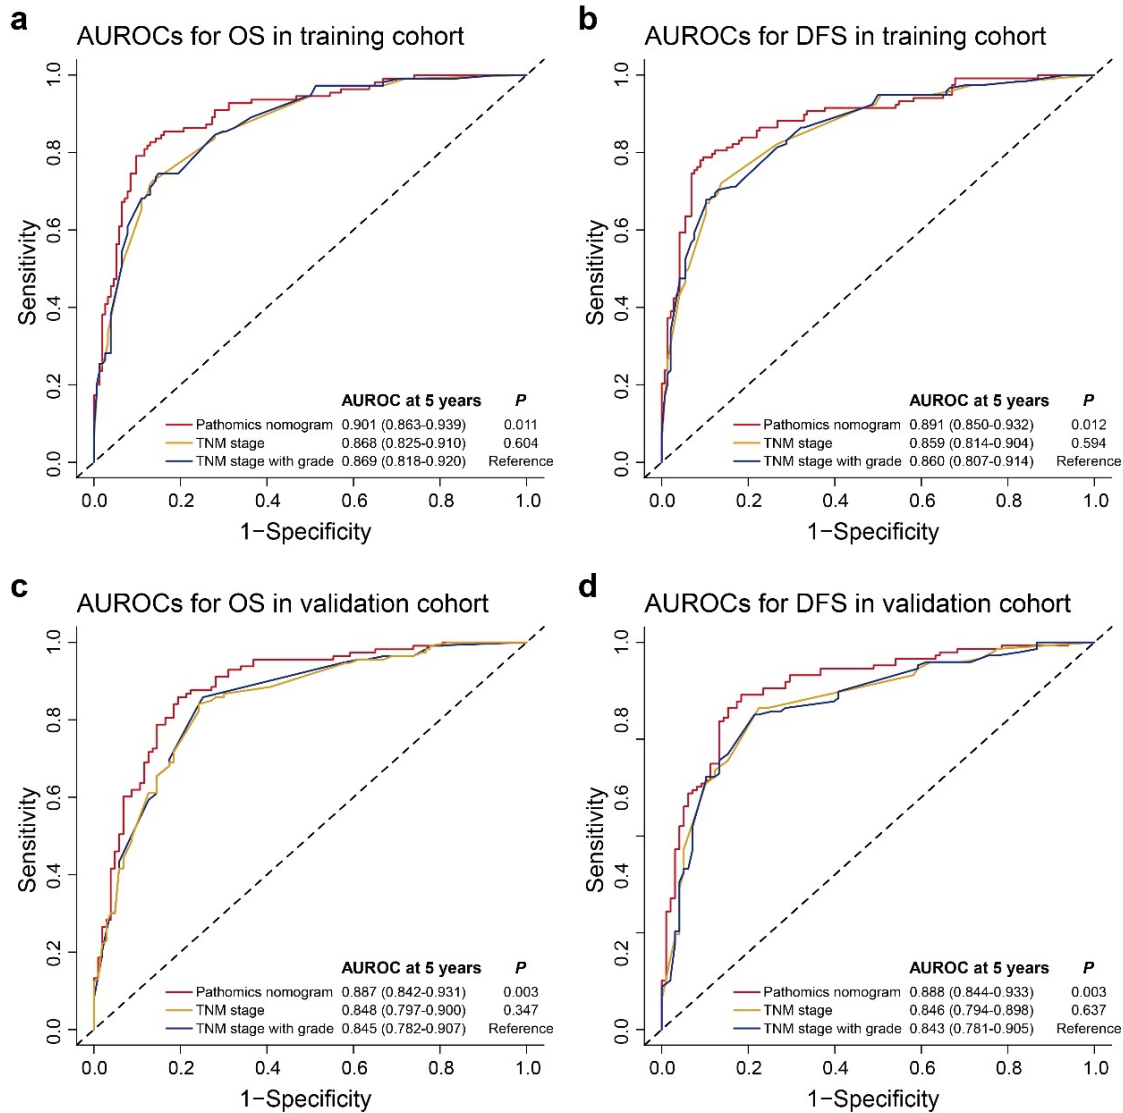 a
AUROCs for OS in training cohort
Sensitivity
1.0
0.8
0.6
0.4
0.2
0.0
AUROC at 5 years P
Pathomics nomogram 0.901 (0.863-0.939) 0.011
TNM stage 0.868 (0.825-0.910) 0.604
TNM stage with grade 0.869 (0.818-0.920) Reference
0.0 0.2 0.4 0.6 0.8 1.0
1−Specificity
b
AUROCs for DFS in training cohort
Sensitivity
1.0
0.8
0.6
0.4
0.2
0.0
AUROC at 5 years P
Pathomics nomogram 0.891 (0.850-0.932) 0.012
TNM stage 0.859 (0.814-0.904) 0.594
TNM stage with grade 0.860 (0.807-0.914) Reference
0.0 0.2 0.4 0.6 0.8 1.0
1−Specificity
c
AUROCs for OS in validation cohort
Sensitivity
1.0
0.8
0.6
0.4
0.2
0.0
AUROC at 5 years P
Pathomics nomogram 0.887 (0.842-0.931) 0.003
TNM stage 0.848 (0.797-0.900) 0.347
TNM stage with grade 0.845 (0.782-0.907) Reference
0.0 0.2 0.4 0.6 0.8 1.0
1−Specificity
d
AUROCs for DFS in validation cohort
Sensitivity
1.0
0.8
0.6
0.4
0.2
0.0
AUROC at 5 years P
Pathomics nomogram 0.888 (0.844-0.933) 0.003
TNM stage 0.846 (0.794-0.898) 0.637
TNM stage with grade 0.843 (0.781-0.905) Reference
0.0 0.2 0.4 0.6 0.8 1.0
1−Specificity